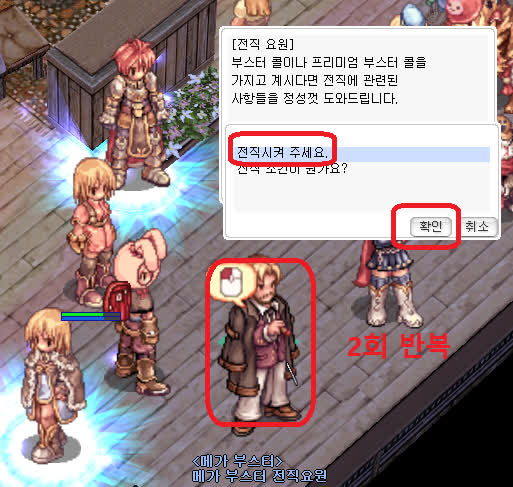 [전직 요원]
부스터 콜이나 프리미엄 부스터 콜을
가지고 계시다면 전직에 관련된
사항들을 정성껏 도와드립니다.
전직시켜 주세요.
전직 조건이 뭔가요?
확인 취소
2회 반복
<메가 부스터>
메가 부스터 전직요원